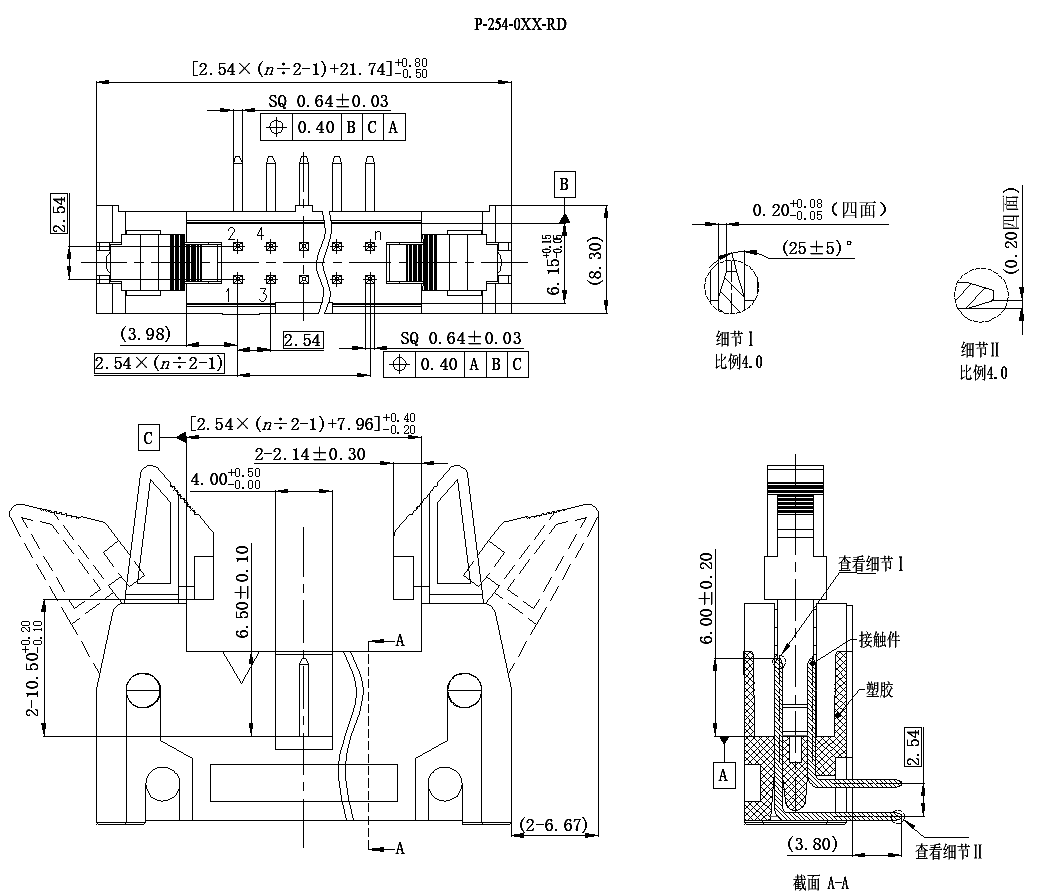 P-254-0XX-RD
[2.54×(n÷2-1)+21.74]+0.80 -0.50
SQ 0.64±0.03
0.40 B C A
B
2.54
2 4 n
1 3
6.15+0.15 -0.05
(8.30)
(3.98)
2.54
SQ 0.64±0.03
2.54×(n÷2-1)
0.40 A B C
0.20+0.08 -0.05(四面)
(25±5)°
细节Ⅰ
比例4.0
(0.20四面)
细节Ⅱ
比例4.0
C
[2.54×(n÷2-1)+7.96]+0.40 -0.20
2-2.14±0.30
4.00+0.50 -0.00
6.50±0.10
2-10.50+0.20 -0.10
A
A
(2-6.67)
6.00±0.20
查看细节Ⅰ
接触件
塑胶
A
2.54
(3.80)
查看细节Ⅱ
截面 A-A